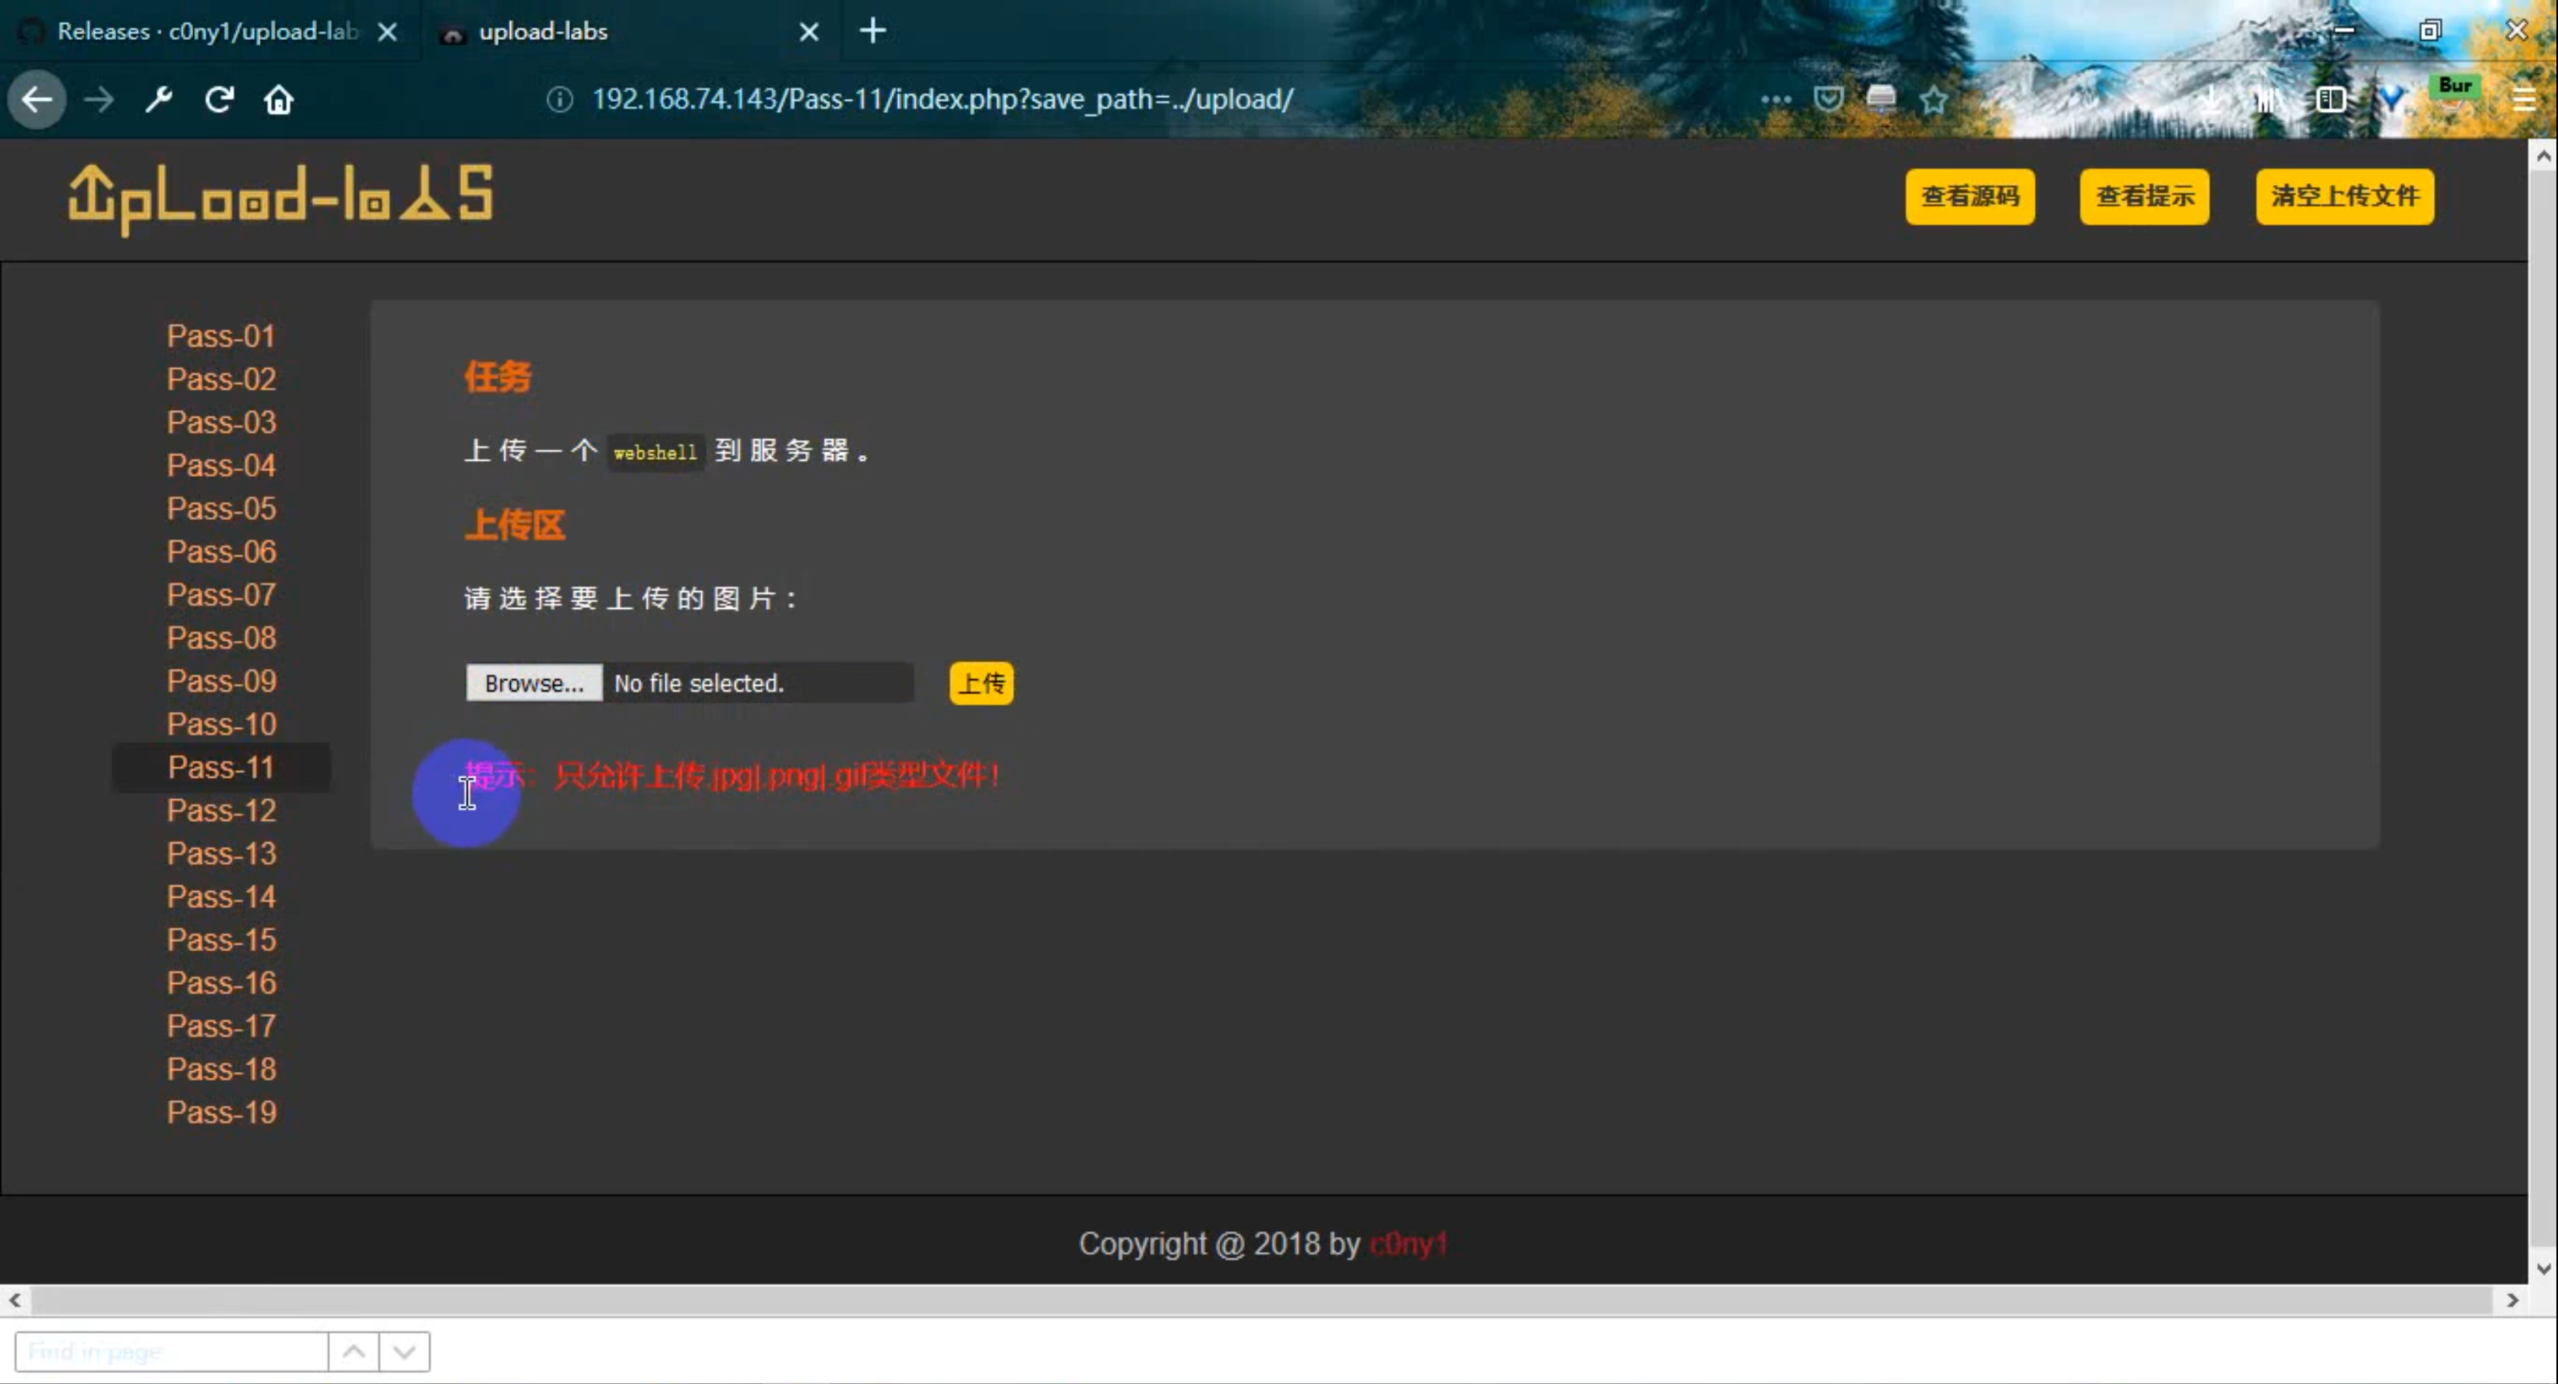 Releases · c0ny1/upload-lab
upload-labs
192.168.74.143/Pass-11/index.php?save_path=../upload/
Bur
UpLoad-labS
查看源码
查看提示
清空上传文件
Pass-01
Pass-02
Pass-03
Pass-04
Pass-05
Pass-06
Pass-07
Pass-08
Pass-09
Pass-10
Pass-11
Pass-12
Pass-13
Pass-14
Pass-15
Pass-16
Pass-17
Pass-18
Pass-19
任务
上传一个 webshell 到服务器。
上传区
请选择要上传的图片：
Browse... No file selected.
上传
提示：只允许上传.jpg|.png|.gif类型文件！
Copyright @ 2018 by c0ny1
Find in page